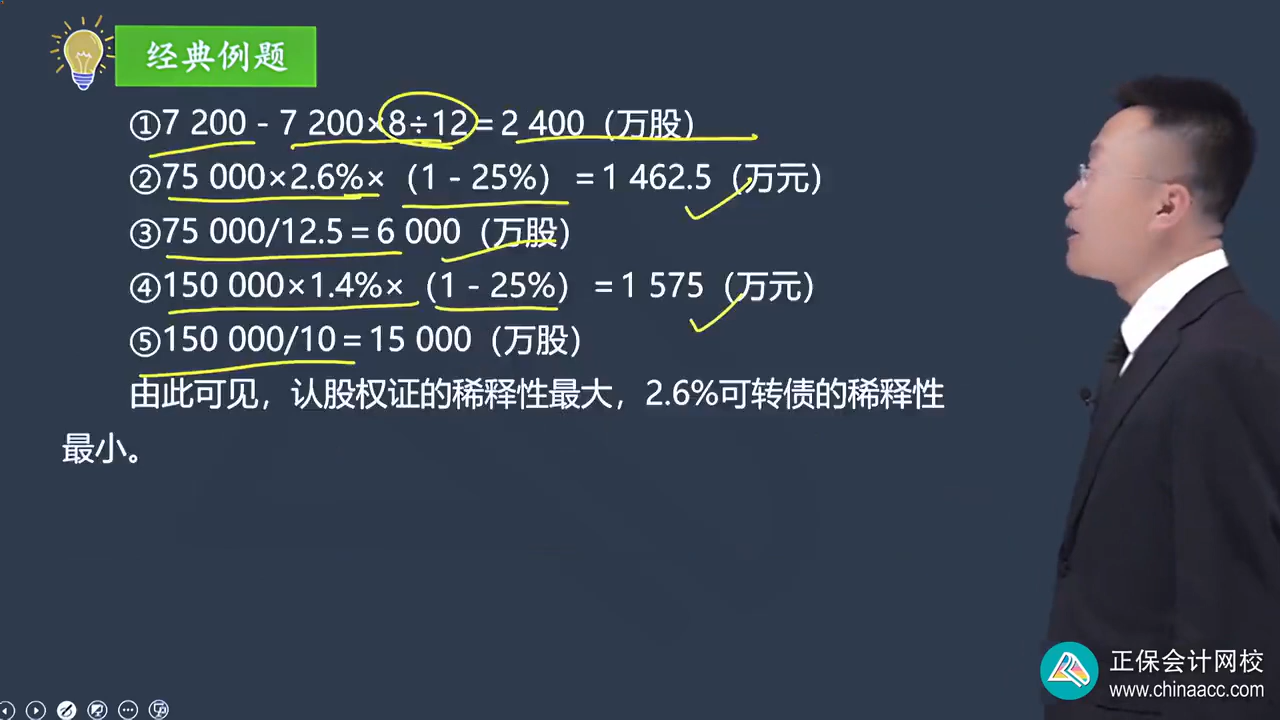 经典例题
①7 200 - 7 200×8÷12=2 400（万股）
②75 000×2.6%×（1 - 25%）=1 462.5（万元）
③75 000/12.5=6 000（万股）
④150 000×1.4%×（1 - 25%）=1 575（万元）
⑤150 000/10=15 000（万股）
由此可见，认股权证的稀释性最大，2.6%可转债的稀释性
最小。
正保会计网校
www.chinaacc.com